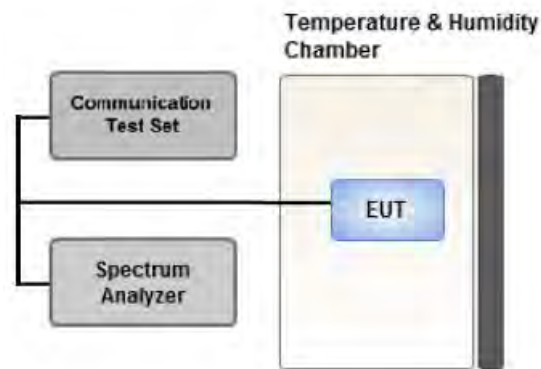 Temperature & Humidity
Chamber
Communication
Test Set
EUT
Spectrum
Analyzer